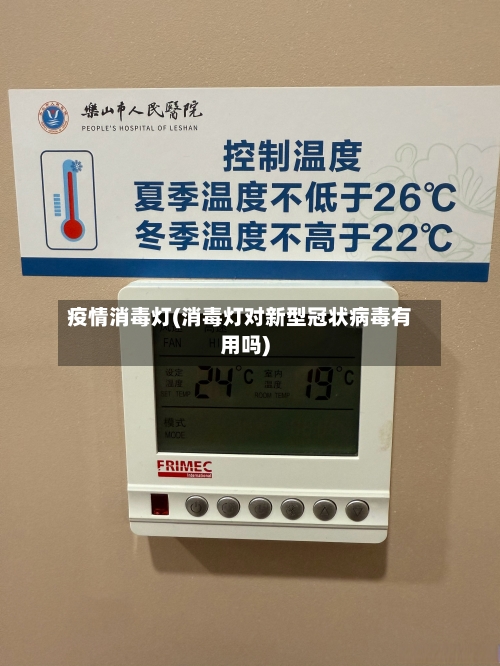 樂山市人民醫院
PEOPLE'S HOSPITAL OF LESHAN
控制温度
夏季温度不低于26℃
冬季温度不高于22℃
疫情消毒灯(消毒灯对新型冠状病毒有
用吗)
FAN
设定温度 24℃ 室内温度 19℃
SET TEMP ROOM TEMP
模式
MODE
FRIMEC
International